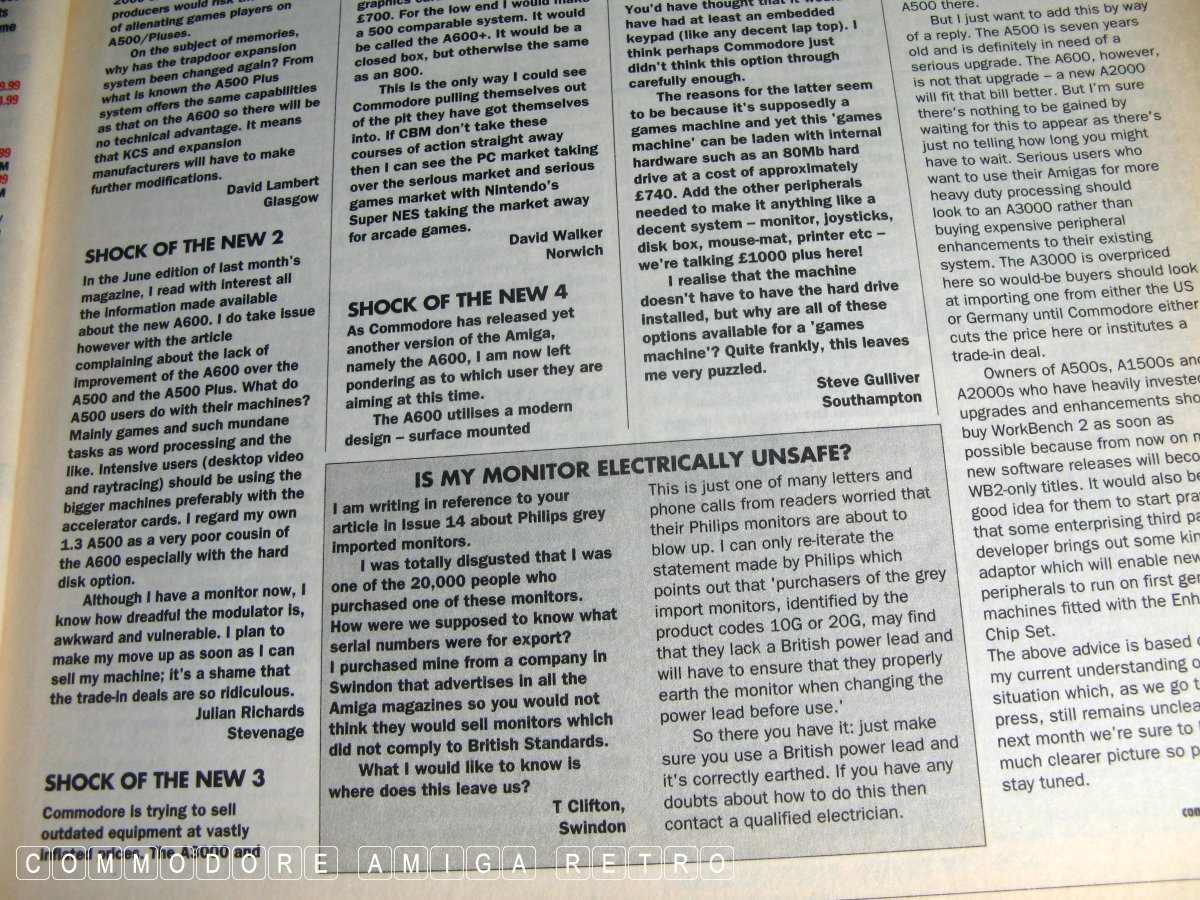 of alienating games players on
A500/Pluses.
On the subject of memories,
why has the trapdoor expansion
system been changed again? From
what is known the A500 Plus
system offers the same capabilities
as that on the A600 so there will be
no technical advantage. It means
that KCS and expansion
manufacturers will have to make
further modifications.
David Lambert
Glasgow
SHOCK OF THE NEW 2
In the June edition of last month's
magazine, I read with interest all
the information made available
about the new A600. I do take issue
however with the article
complaining about the lack of
improvement of the A600 over the
A500 and the A500 Plus. What do
A500 users do with their machines?
Mainly games and such mundane
tasks as word processing and the
like. Intensive users (desktop video
and raytracing) should be using the
bigger machines preferably with the
accelerator cards. I regard my own
1.3 A500 as a very poor cousin of
the A600 especially with the hard
disk option.
Although I have a monitor now, I
know how dreadful the modulator is,
awkward and vulnerable. I plan to
make my move up as soon as I can
sell my machine; it's a shame that
the trade-in deals are so ridiculous.
Julian Richards
Stevenage
SHOCK OF THE NEW 3
Commodore is trying to sell
outdated equipment at vastly
inflated prices. The A3000 and
£700. For the low end I would make
a 500 comparable system. It would
be called the A600+. It would be a
closed box, but otherwise the same
as an 800.
This is the only way I could see
Commodore pulling themselves out
of the pit they have got themselves
into. If CBM don't take these
courses of action straight away
then I can see the PC market taking
over the serious market and serious
games market with Nintendo's
Super NES taking the market away
for arcade games.
David Walker
Norwich
SHOCK OF THE NEW 4
As Commodore has released yet
another version of the Amiga,
namely the A600, I am now left
pondering as to which user they are
aiming at this time.
The A600 utilises a modern
design – surface mounted
You'd have thought that it would
have had at least an embedded
keypad (like any decent lap top). I
think perhaps Commodore just
didn't think this option through
carefully enough.
The reasons for the latter seem
to be because it's supposedly a
games machine and yet this 'games
machine' can be laden with internal
hardware such as an 80Mb hard
drive at a cost of approximately
£740. Add the other peripherals
needed to make it anything like a
decent system – monitor, joysticks,
disk box, mouse-mat, printer etc –
we're talking £1000 plus here!
I realise that the machine
doesn't have to have the hard drive
installed, but why are all of these
options available for a 'games
machine'? Quite frankly, this leaves
me very puzzled.
Steve Gulliver
Southampton
IS MY MONITOR ELECTRICALLY UNSAFE?
I am writing in reference to your
article in Issue 14 about Philips grey
imported monitors.
I was totally disgusted that I was
one of the 20,000 people who
purchased one of these monitors.
How were we supposed to know what
serial numbers were for export?
I purchased mine from a company in
Swindon that advertises in all the
Amiga magazines so you would not
think they would sell monitors which
did not comply to British Standards.
What I would like to know is
where does this leave us?
T Clifton,
Swindon
This is just one of many letters and
phone calls from readers worried that
their Philips monitors are about to
blow up. I can only re-iterate the
statement made by Philips which
points out that 'purchasers of the grey
import monitors, identified by the
product codes 10G or 20G, may find
that they lack a British power lead and
will have to ensure that they properly
earth the monitor when changing the
power lead before use.'
So there you have it: just make
sure you use a British power lead and
it's correctly earthed. If you have any
doubts about how to do this then
contact a qualified electrician.
A500 there.
But I just want to add this by way
of a reply. The A500 is seven years
old and is definitely in need of a
serious upgrade. The A600, however,
is not that upgrade – a new A2000
will fit that bill better. But I'm sure
there's nothing to be gained by
waiting for this to appear as there's
just no telling how long you might
have to wait. Serious users who
want to use their Amigas for more
heavy duty processing should
look to an A3000 rather than
buying expensive peripheral
enhancements to their existing
system. The A3000 is overpriced
here so would-be buyers should look
at importing one from either the US
or Germany until Commodore either
cuts the price here or institutes a
trade-in deal.
Owners of A500s, A1500s and
A2000s who have heavily invested
upgrades and enhancements sho
buy WorkBench 2 as soon as
possible because from now on
new software releases will beco
WB2-only titles. It would also be
good idea for them to start pra
that some enterprising third pa
developer brings out some kin
adaptor which will enable new
peripherals to run on first gen
machines fitted with the Enh
Chip Set.
The above advice is based
my current understanding o
situation which, as we go t
press, still remains unclea
next month we're sure to
much clearer picture so p
stay tuned.
COMMODORE AMIGA RETRO